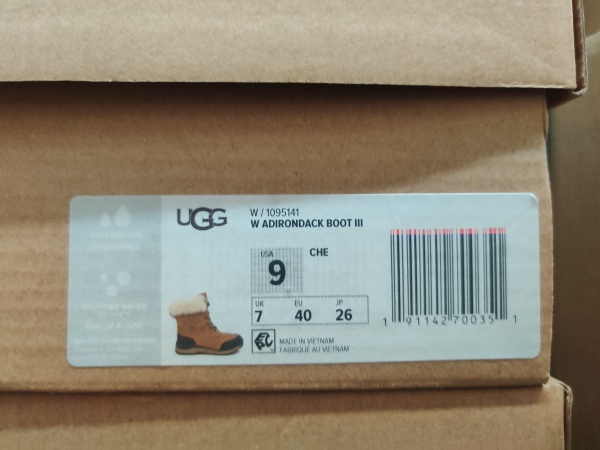 UGG
W / 1095141
W ADIRONDACK BOOT III
USA
9
CHE
UK EU JP
7 40 26
MADE IN VIETNAM
FABRIQUÉ AU VIETNAM
1 91142 70035 1